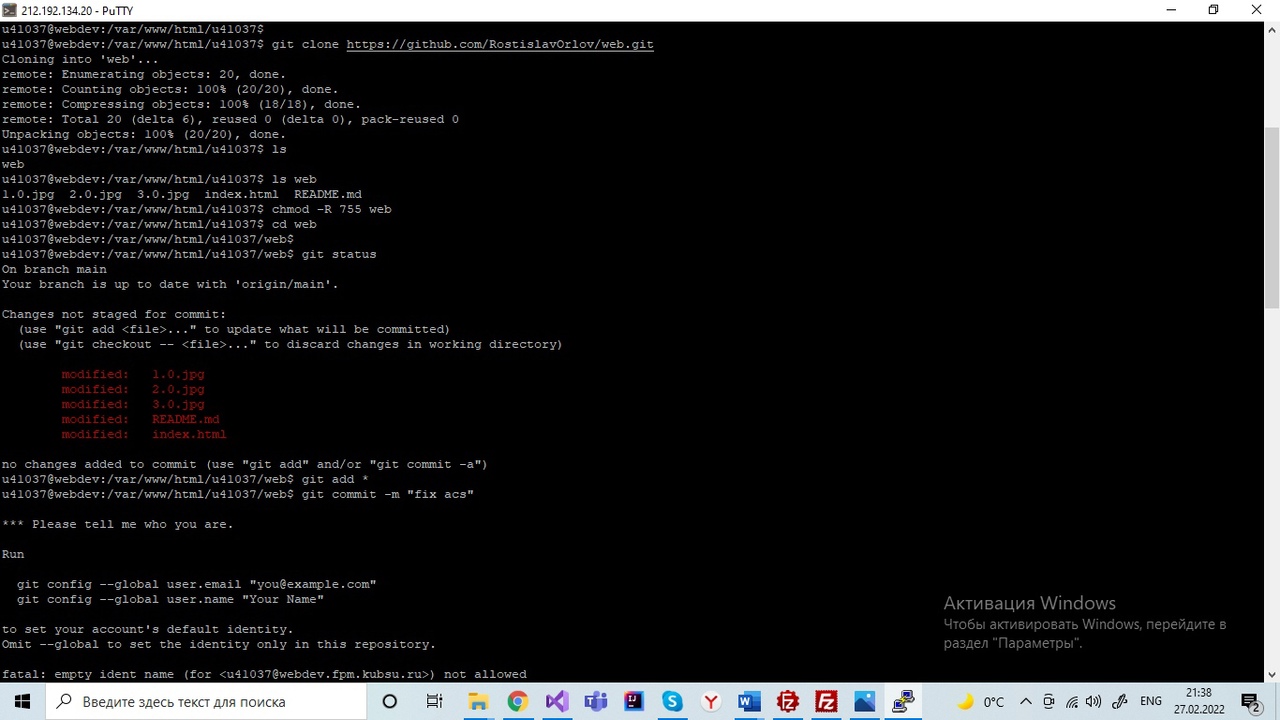 212.192.134.20 - PuTTY
u41037@webdev:/var/www/html/u41037$
u41037@webdev:/var/www/html/u41037$ git clone https://github.com/RostislavOrlov/web.git
Cloning into 'web'...
remote: Enumerating objects: 20, done.
remote: Counting objects: 100% (20/20), done.
remote: Compressing objects: 100% (18/18), done.
remote: Total 20 (delta 6), reused 0 (delta 0), pack-reused 0
Unpacking objects: 100% (20/20), done.
u41037@webdev:/var/www/html/u41037$ ls
web
u41037@webdev:/var/www/html/u41037$ ls web
1.0.jpg  2.0.jpg  3.0.jpg  index.html  README.md
u41037@webdev:/var/www/html/u41037$ chmod -R 755 web
u41037@webdev:/var/www/html/u41037$ cd web
u41037@webdev:/var/www/html/u41037/web$
u41037@webdev:/var/www/html/u41037/web$ git status
On branch main
Your branch is up to date with 'origin/main'.
Changes not staged for commit:
  (use "git add <file>..." to update what will be committed)
  (use "git checkout -- <file>..." to discard changes in working directory)
        modified:   1.0.jpg
        modified:   2.0.jpg
        modified:   3.0.jpg
        modified:   README.md
        modified:   index.html
no changes added to commit (use "git add" and/or "git commit -a")
u41037@webdev:/var/www/html/u41037/web$ git add *
u41037@webdev:/var/www/html/u41037/web$ git commit -m "fix acs"
*** Please tell me who you are.
Run
  git config --global user.email "you@example.com"
  git config --global user.name "Your Name"
to set your account's default identity.
Omit --global to set the identity only in this repository.
fatal: empty ident name (for <u41037@webdev.fpm.kubsu.ru>) not allowed
Активация Windows
Чтобы активировать Windows, перейдите в
раздел "Параметры".
Введите здесь текст для поиска
0°C
ENG
21:38
27.02.2022
2